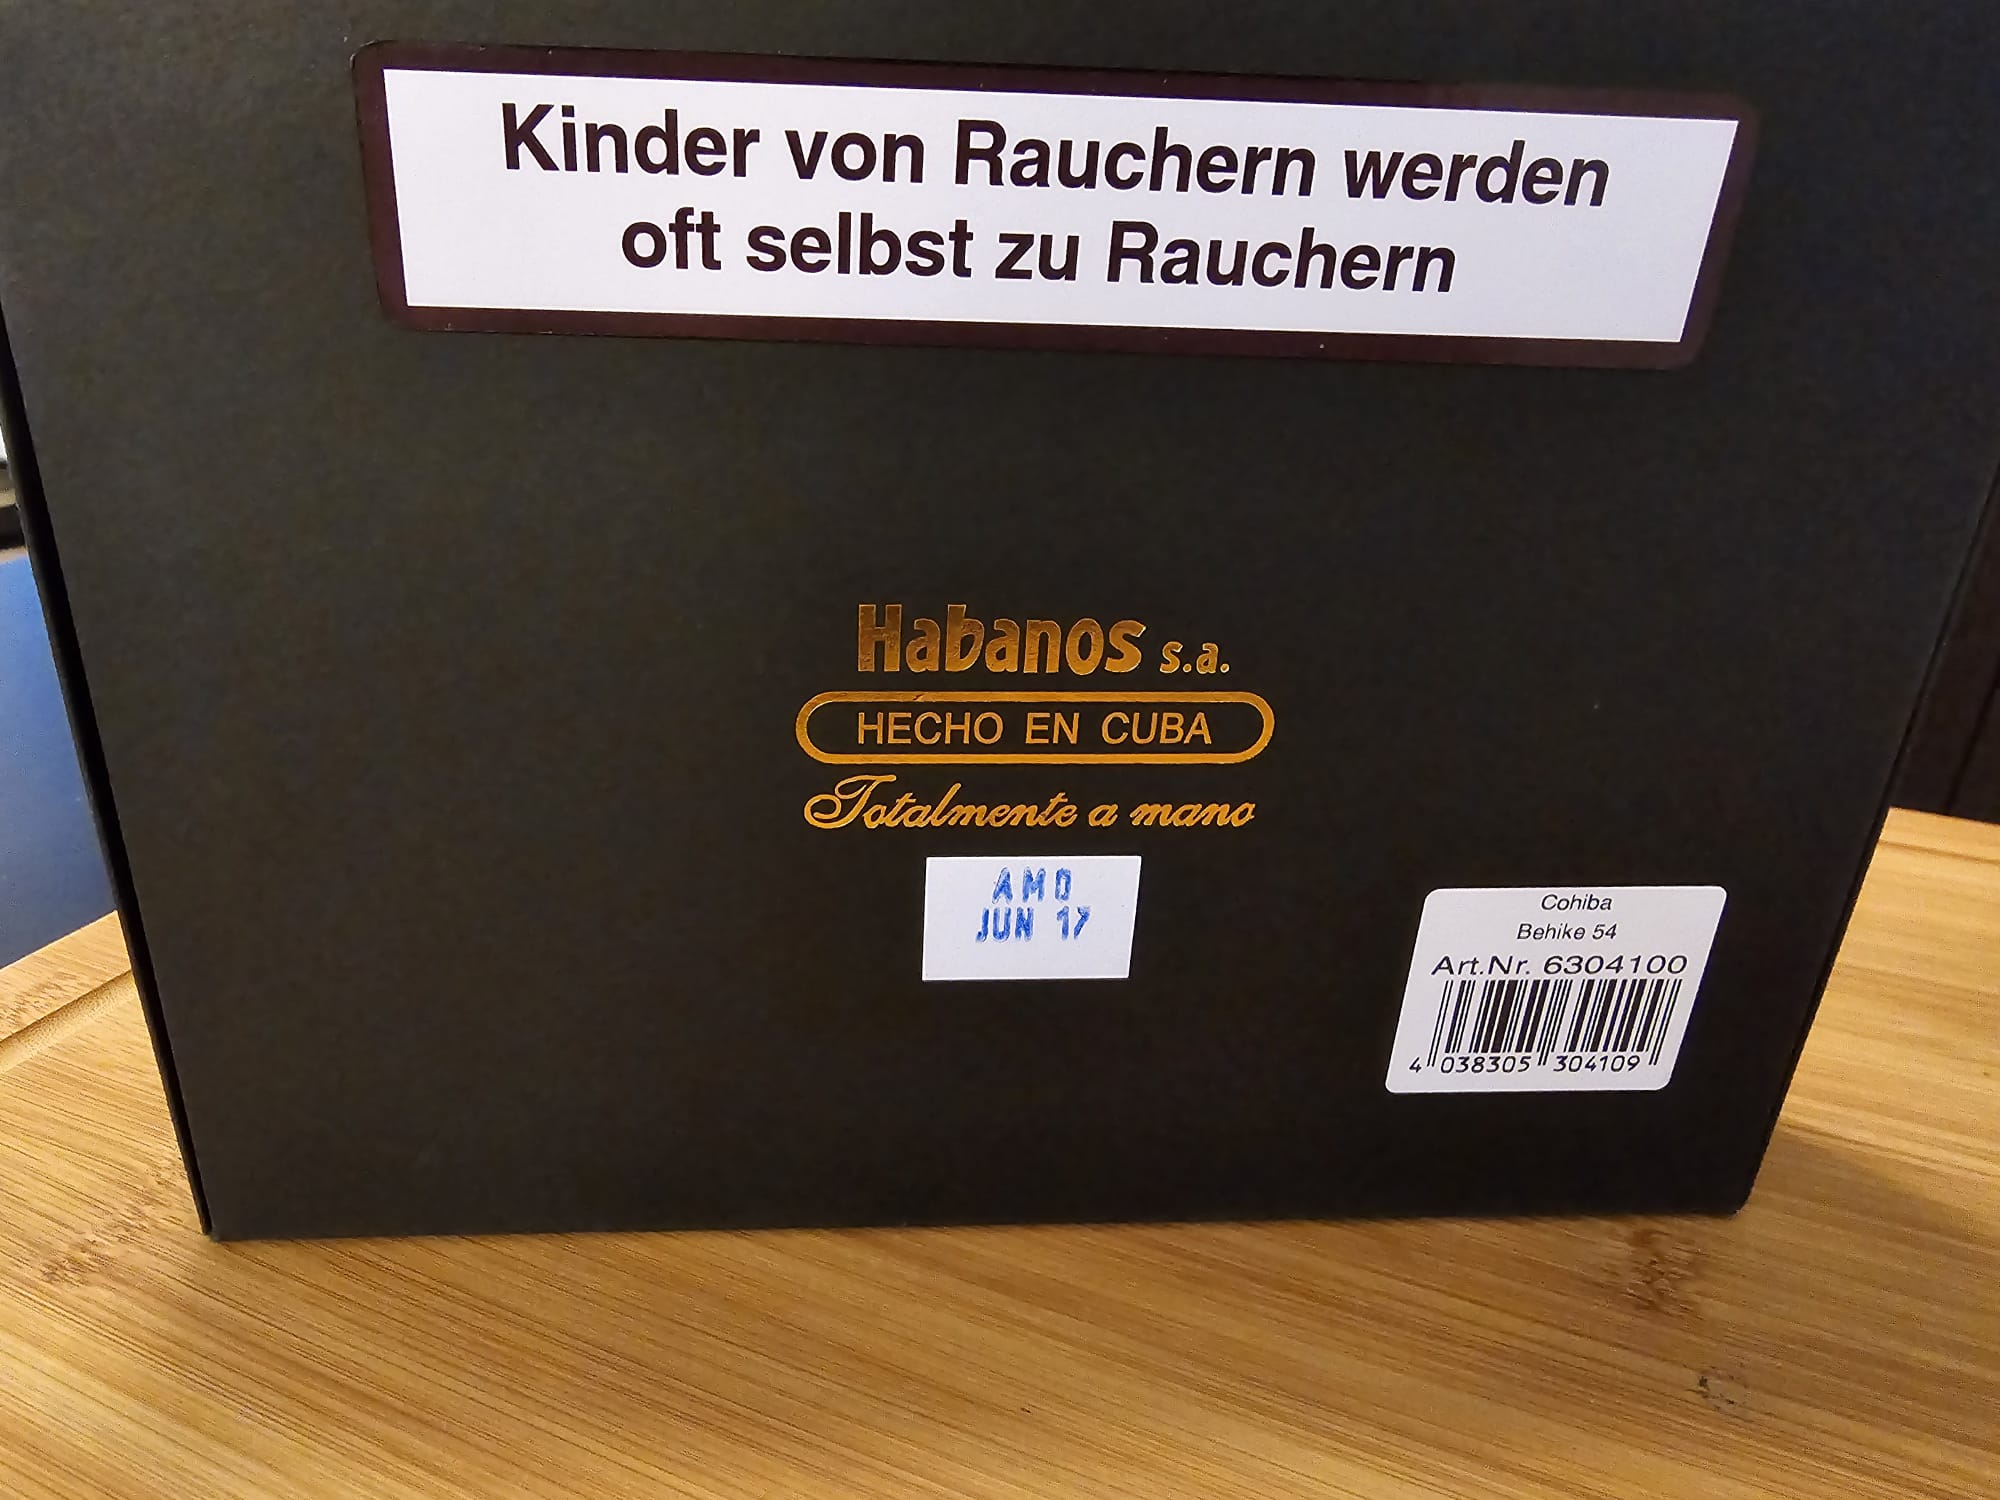 Kinder von Rauchern werden
oft selbst zu Rauchern
Habanos s.a.
HECHO EN CUBA
Totalmente a mano
AMO
JUN 17
Cohiba
Behike 54
Art.Nr. 6304100
4 038305 304109